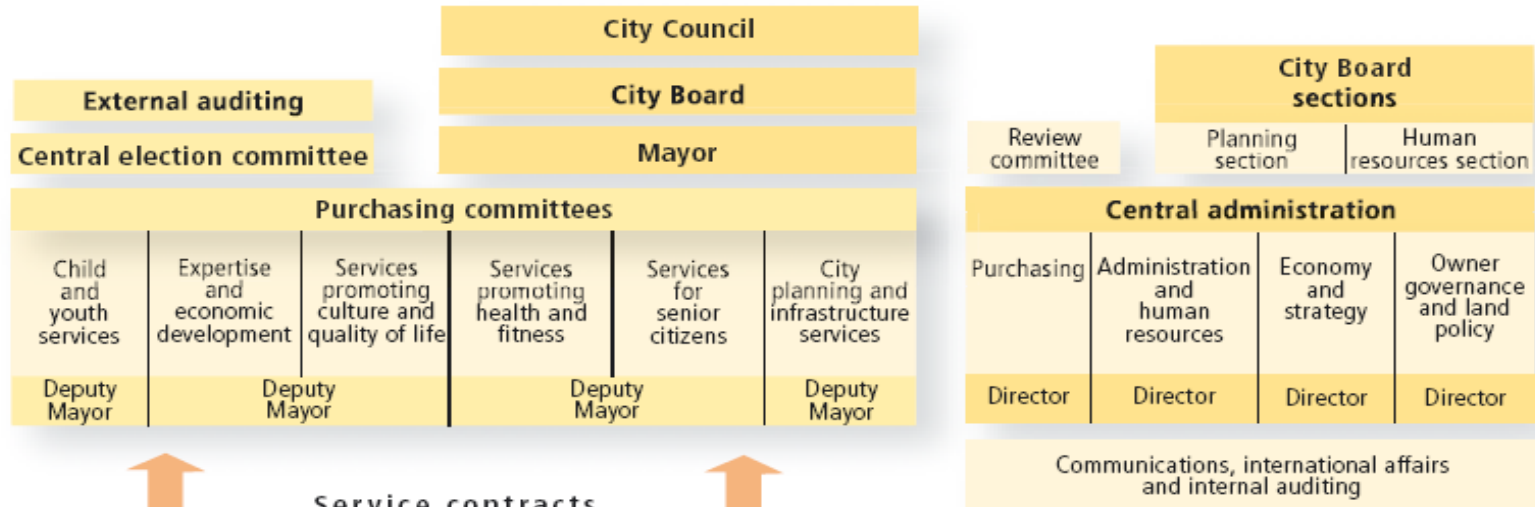 City Council
City Board
Mayor
External auditing
Central election committee
Purchasing committees
Child
and
youth
services
Expertise
and
economic
development
Services
promoting
culture and
quality of life
Services
promoting
health and
fitness
Services
for
senior
citizens
City
planning and
infrastructure
services
Deputy
Mayor
Deputy
Mayor
Deputy
Mayor
Deputy
Mayor
Service contracts
City Board
sections
Review
committee
Planning
section
Human
resources section
Central administration
Purchasing
Administration
and
human
resources
Economy
and
strategy
Owner
governance
and land
policy
Director
Director
Director
Director
Communications, international affairs
and internal auditing